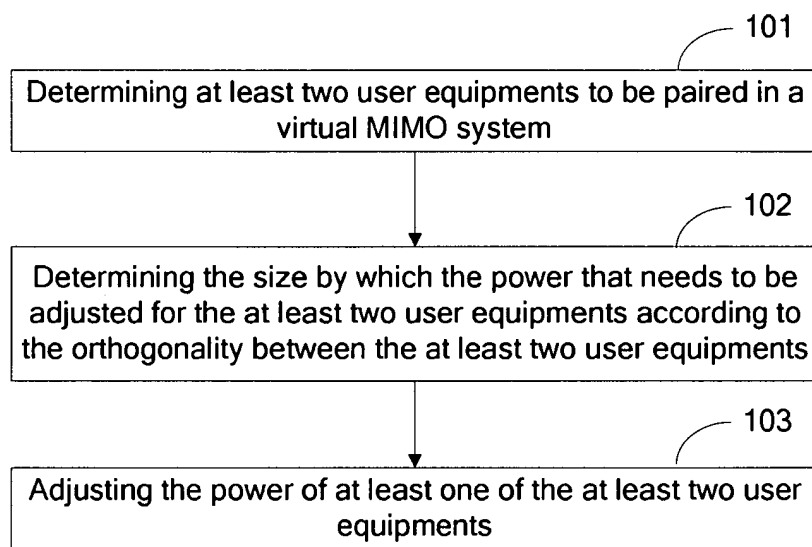 101
Determining at least two user equipments to be paired in a
virtual MIMO system
102
Determining the size by which the power that needs to be
adjusted for the at least two user equipments according to
the orthogonality between the at least two user equipments
103
Adjusting the power of at least one of the at least two user
equipments